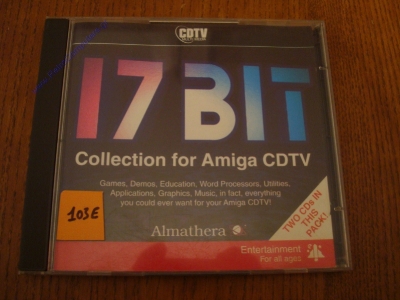 CDTV
17 BIT
Collection for Amiga CDTV
Games, Demos, Education, Word Processors, Utilities,
Applications, Graphics, Music, in fact, everything
you could ever want for your Amiga CDTV!
103E
TWO CDs IN
THIS
PACK!
Almathera
Entertainment
For all ages